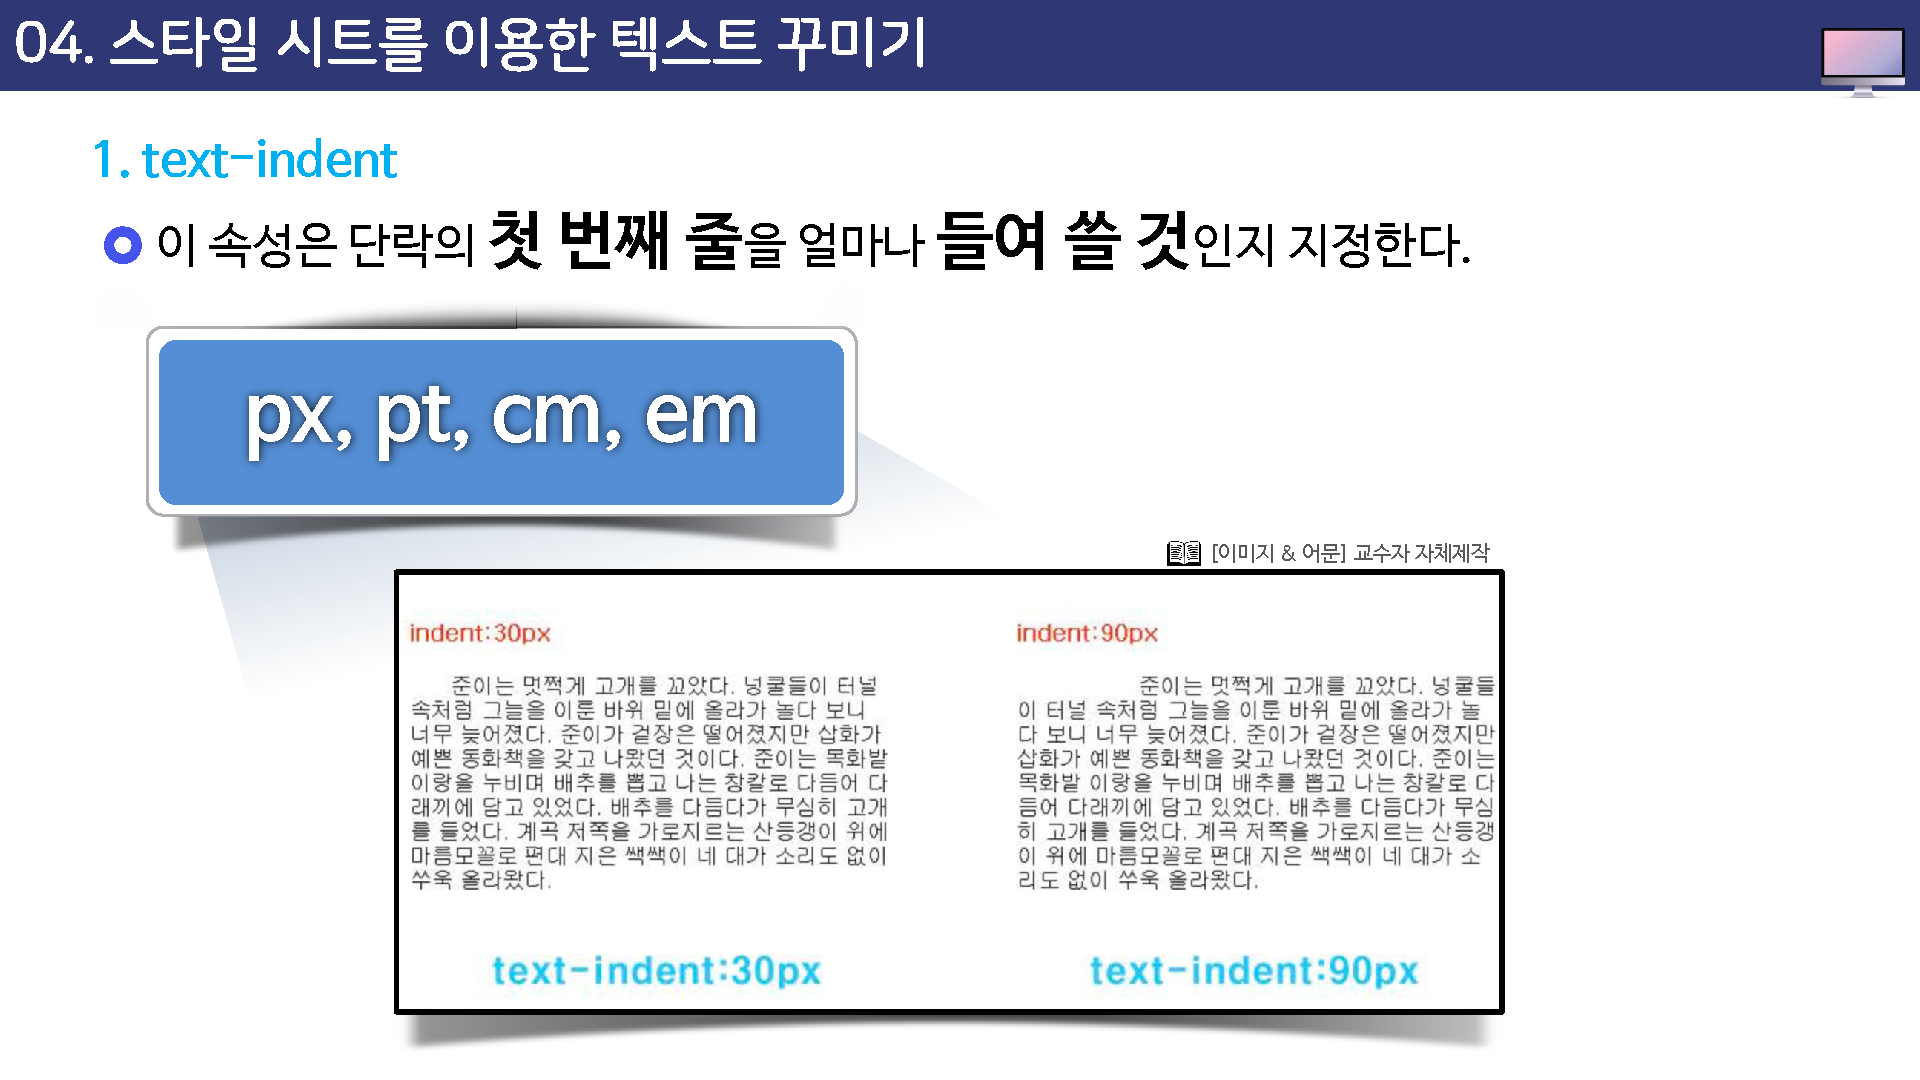 04. 스타일 시트를 이용한 텍스트 꾸미기
1. text-indent
이 속성은 단락의 첫 번째 줄을 얼마나 들여 쓸 것인지 지정한다.
px, pt, cm, em
[이미지 & 어문] 교수자 자체제작
indent:30px
준이는 멋쩍게 고개를 꼬았다. 넝쿨들이 터널
속처럼 그늘을 이룬 바위 밑에 올라가 놀다 보니
너무 늦어졌다. 준이가 겉장은 떨어졌지만 삽화가
예쁜 동화책을 갖고 나왔던 것이다. 준이는 목화밭
이랑을 누비며 배추를 뽑고 나는 창칼로 다듬어 다
래끼에 담고 있었다. 배추를 다듬다가 무심히 고개
를 들었다. 계곡 저쪽을 가로지르는 산등갱이 위에
마름모꼴로 편대 지은 쌕쌕이 네 대가 소리도 없이
쑤욱 올라왔다.
text-indent:30px
indent:90px
준이는 멋쩍게 고개를 꼬았다. 넝쿨들
이 터널 속처럼 그늘을 이룬 바위 밑에 올라가 놀
다 보니 너무 늦어졌다. 준이가 겉장은 떨어졌지만
삽화가 예쁜 동화책을 갖고 나왔던 것이다. 준이는
목화밭 이랑을 누비며 배추를 뽑고 나는 창칼로 다
듬어 다래끼에 담고 있었다. 배추를 다듬다가 무심
히 고개를 들었다. 계곡 저쪽을 가로지르는 산등갱
이 위에 마름모꼴로 편대 지은 쌕쌕이 네 대가 소
리도 없이 쑤욱 올라왔다.
text-indent:90px